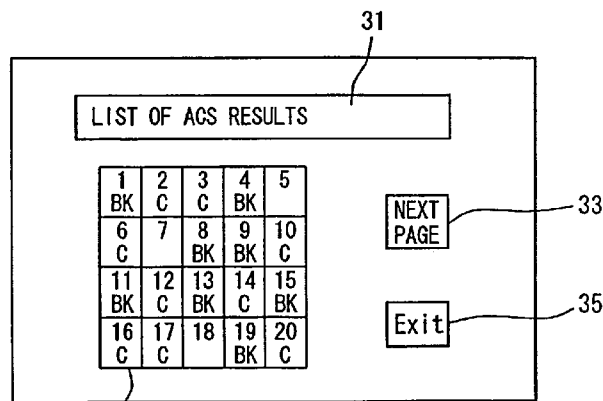 31
LIST OF ACS RESULTS
1 2 3 4 5
BK C C BK
6 7 8 9 10
C BK BK C
11 12 13 14 15
BK C BK C BK
16 17 18 19 20
C C BK C
NEXT
PAGE
33
Exit
35